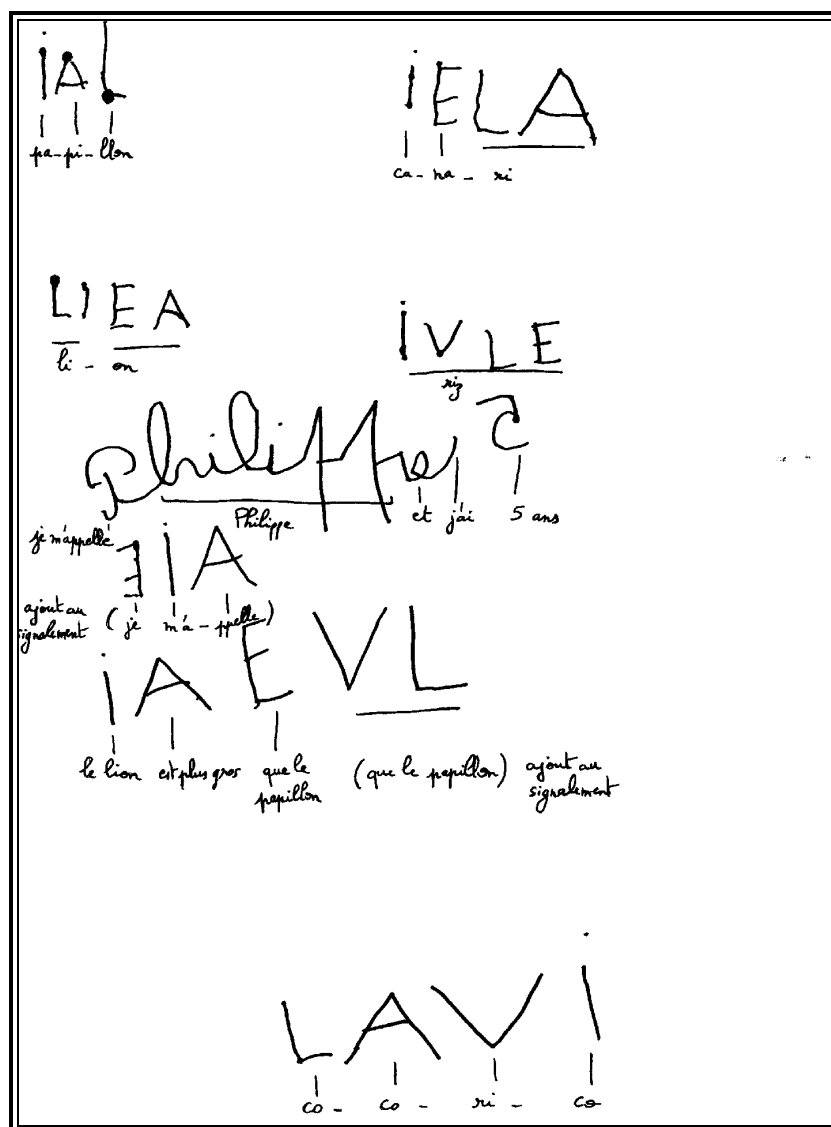 iAL iELA
pa-pi-llon ca-na-ri
LIEA iVLE
li-on riz
Philippe
je m'appelle Philippe et j'ai 5 ans
EiA
ajout au signalement (je m'a-ppelle)
iAEVL
le lion est plus gros que le papillon (que le papillon) ajout au signalement
LAVi
co-co-ri-co